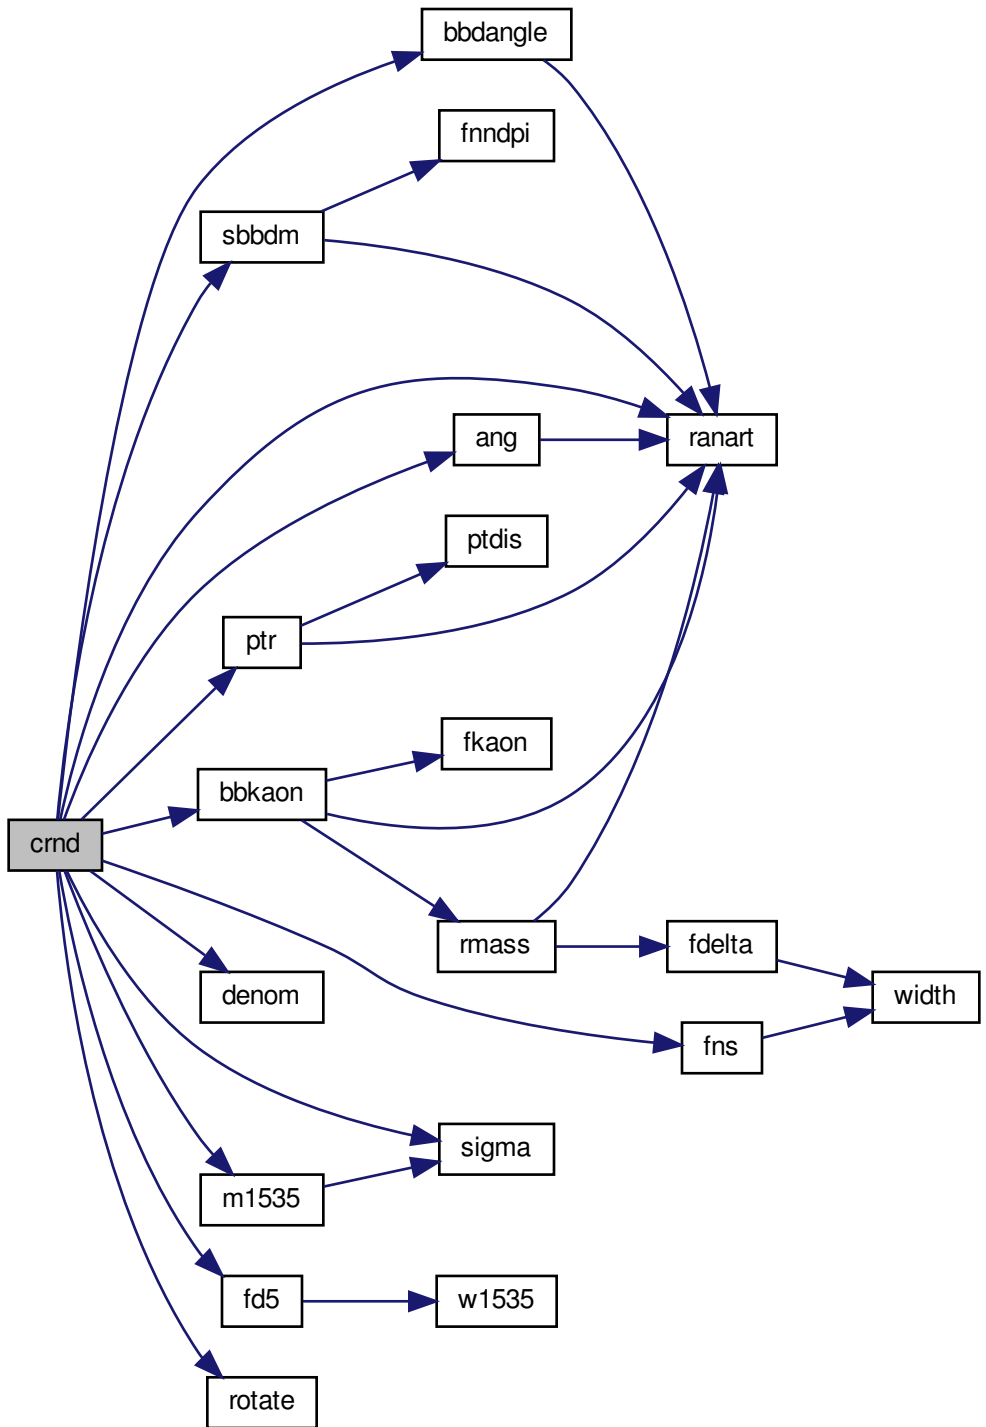 bbdangle
fnndpi
sbbdm
ang
ranart
ptdis
ptr
fkaon
bbkaon
crnd
rmass
fdelta
denom
width
fns
sigma
m1535
fd5
w1535
rotate